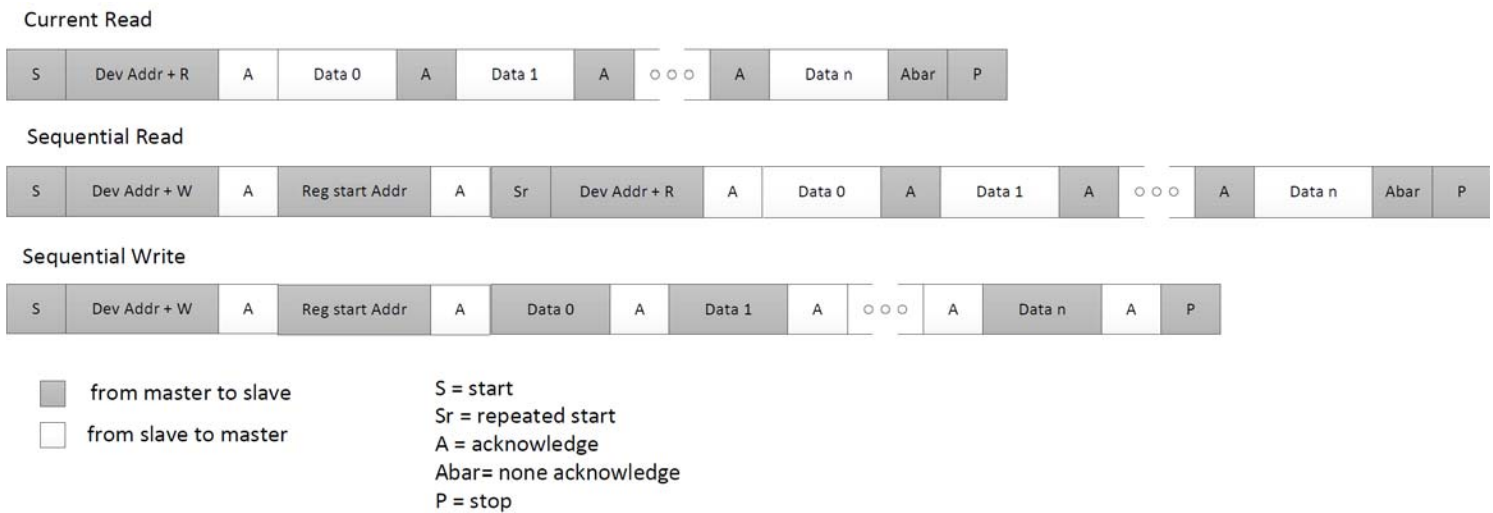 Current Read
S Dev Addr + R A Data 0 A Data 1 A ○ ○ ○ A Data n Abar P
Sequential Read
S Dev Addr + W A Reg start Addr A Sr Dev Addr + R A Data 0 A Data 1 A ○ ○ ○ A Data n Abar P
Sequential Write
S Dev Addr + W A Reg start Addr A Data 0 A Data 1 A ○ ○ ○ A Data n A P
from master to slave
from slave to master
S = start
Sr = repeated start
A = acknowledge
Abar= none acknowledge
P = stop